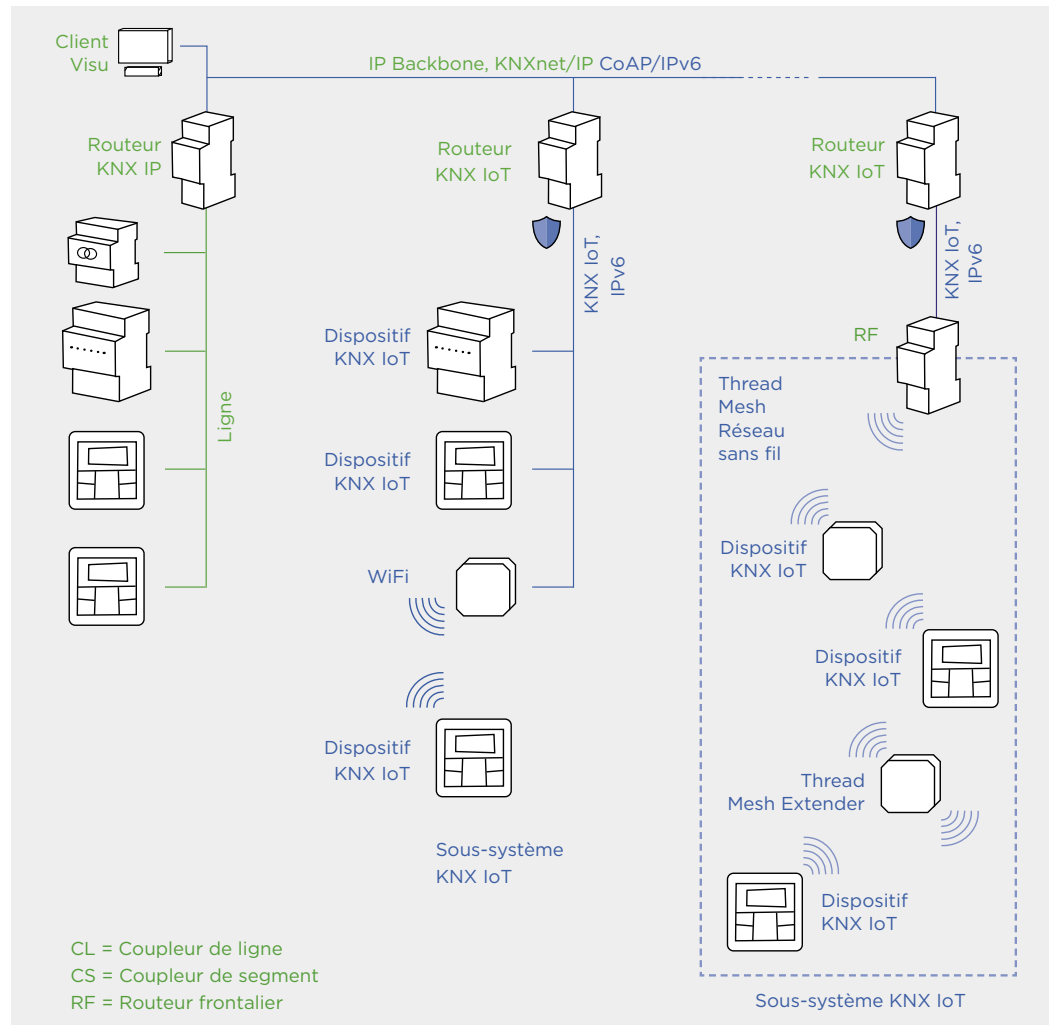 Client
Visu
IP Backbone, KNXnet/IP CoAP/IPv6
Routeur
KNX IP
Routeur
KNX IoT
Routeur
KNX IoT
Ligne
KNX IoT,
IPv6
KNX IoT,
IPv6
Dispositif
KNX IoT
Dispositif
KNX IoT
WiFi
Dispositif
KNX IoT
Sous-système
KNX IoT
RF
Thread
Mesh
Réseau
sans fil
Dispositif
KNX IoT
Dispositif
KNX IoT
Thread
Mesh Extender
Dispositif
KNX IoT
Sous-système KNX IoT
CL = Coupleur de ligne
CS = Coupleur de segment
RF = Routeur frontalier